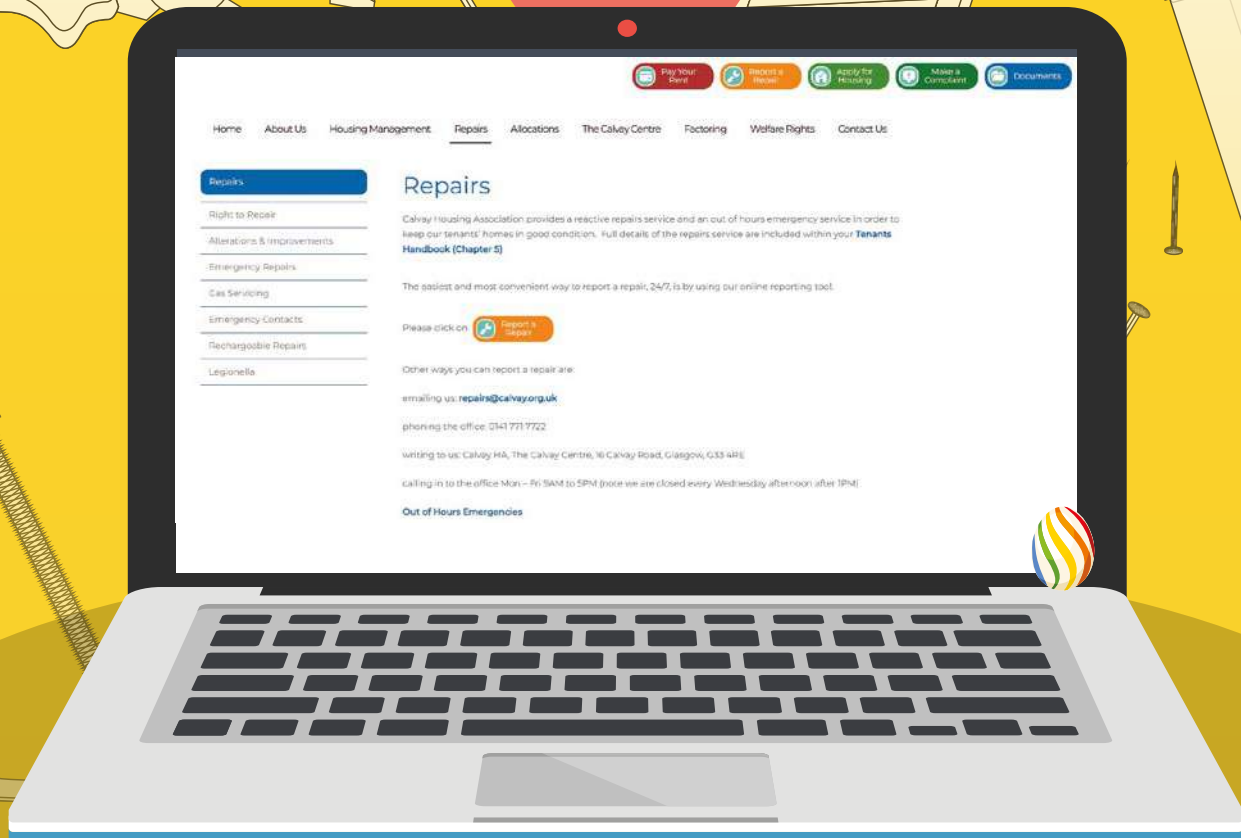 Pay Your
Rent
Report a
Repair
Apply for
Housing
Make a
Complaint
Documents
Home About Us Housing Management Repairs Allocations The Calvay Centre Factoring Welfare Rights Contact Us
Repairs
Right to Repair
Alterations & Improvements
Emergency Repairs
Gas Servicing
Emergency Contacts
Rechargeable Repairs
Legionella
Repairs
Calvay Housing Association provides a reactive repairs service and an out of hours emergency service in order to
keep our tenants' homes in good condition. Full details of the repairs service are included within your Tenants
Handbook (Chapter 5)
The easiest and most convenient way to report a repair, 24/7, is by using our online reporting tool.
Please click on
Report a
Repair
Other ways you can report a repair are:
emailing us: repairs@calvay.org.uk
phoning the office: 0141 771 7722
writing to us: Calvay HA, The Calvay Centre, 16 Calvay Road, Glasgow, G33 4RE
calling in to the office Mon – Fri 9AM to 5PM (note we are closed every Wednesday afternoon after 1PM)
Out of Hours Emergencies